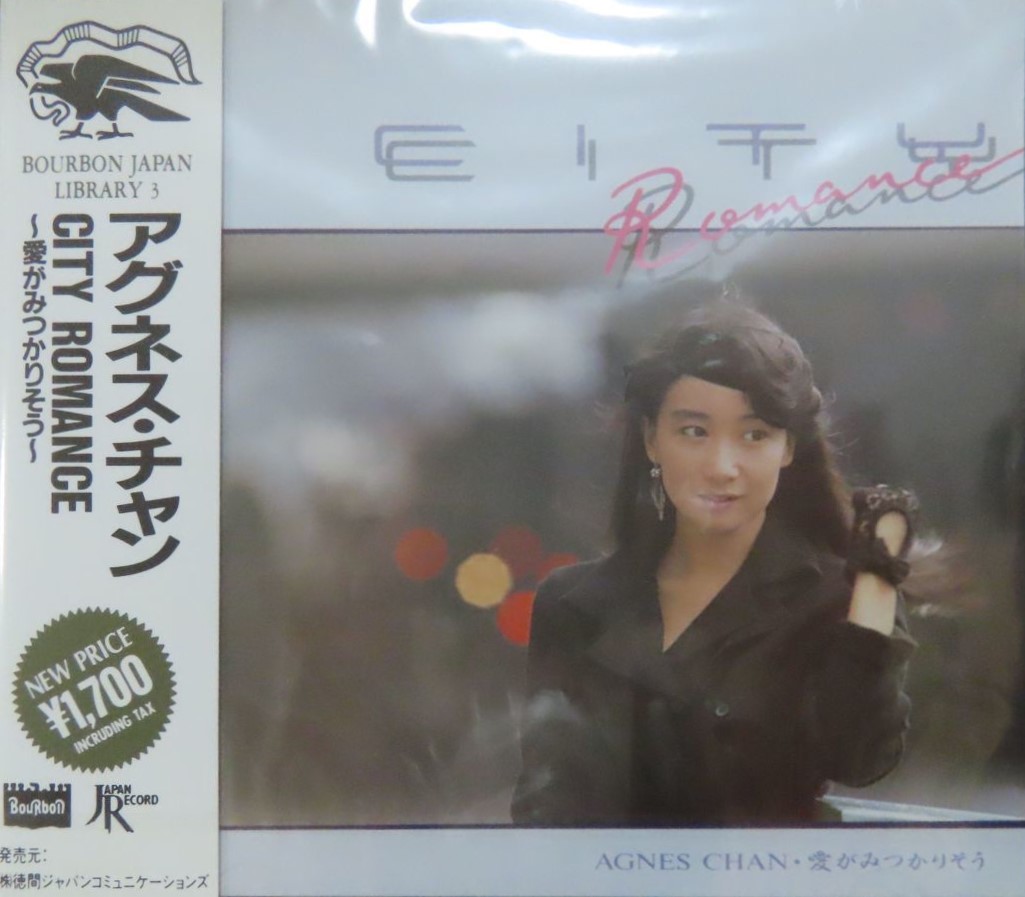 BOURBON JAPAN
LIBRARY 3
アグネス・チャン
CITY ROMANCE
～愛がみつかりそう～
NEW PRICE
¥1,700
INCRUDING TAX
BOURBON
JAPAN
RECORD
発売元:
㈱徳間ジャパンコミュニケーションズ
CITY
Romance
AGNES CHAN・愛がみつかりそう